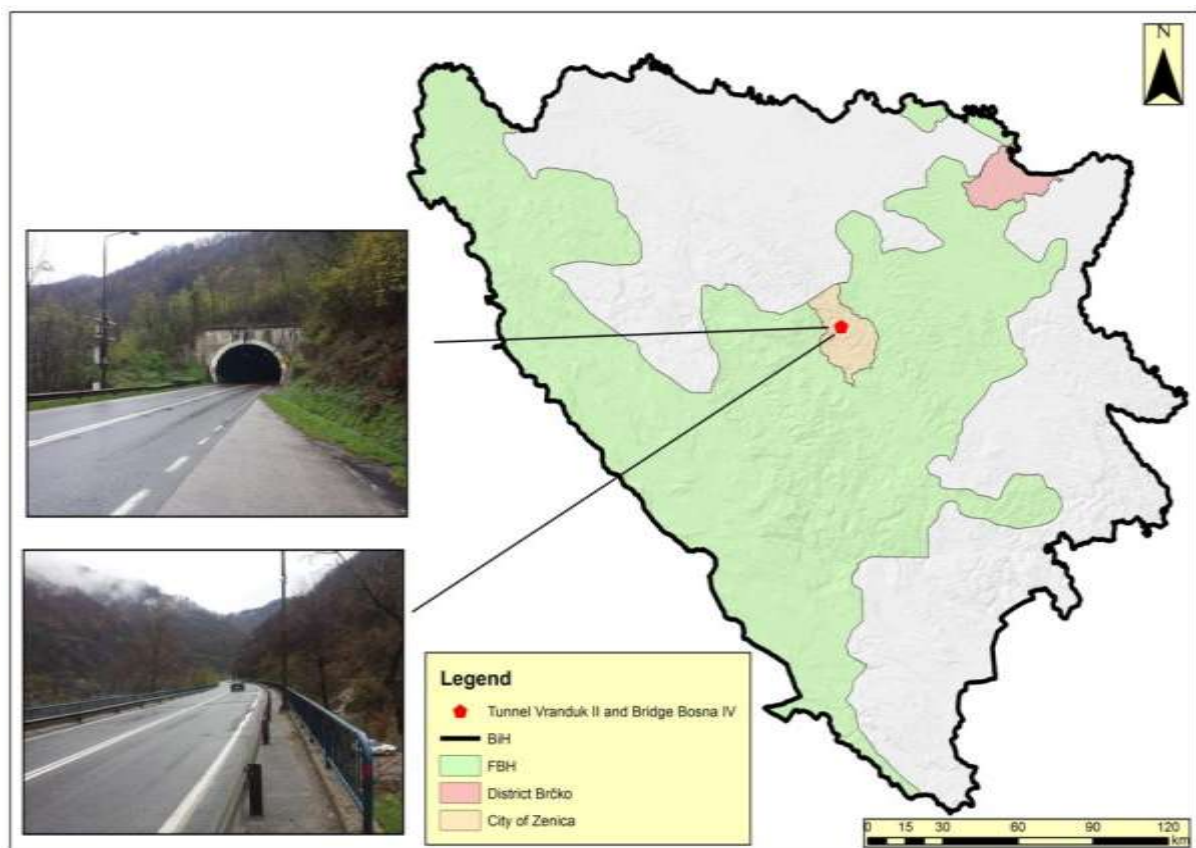 N
Legend
Tunnel Vranduk II and Bridge Bosna IV
BiH
FBH
District Brčko
City of Zenica
0 15 30 60 90 120
km